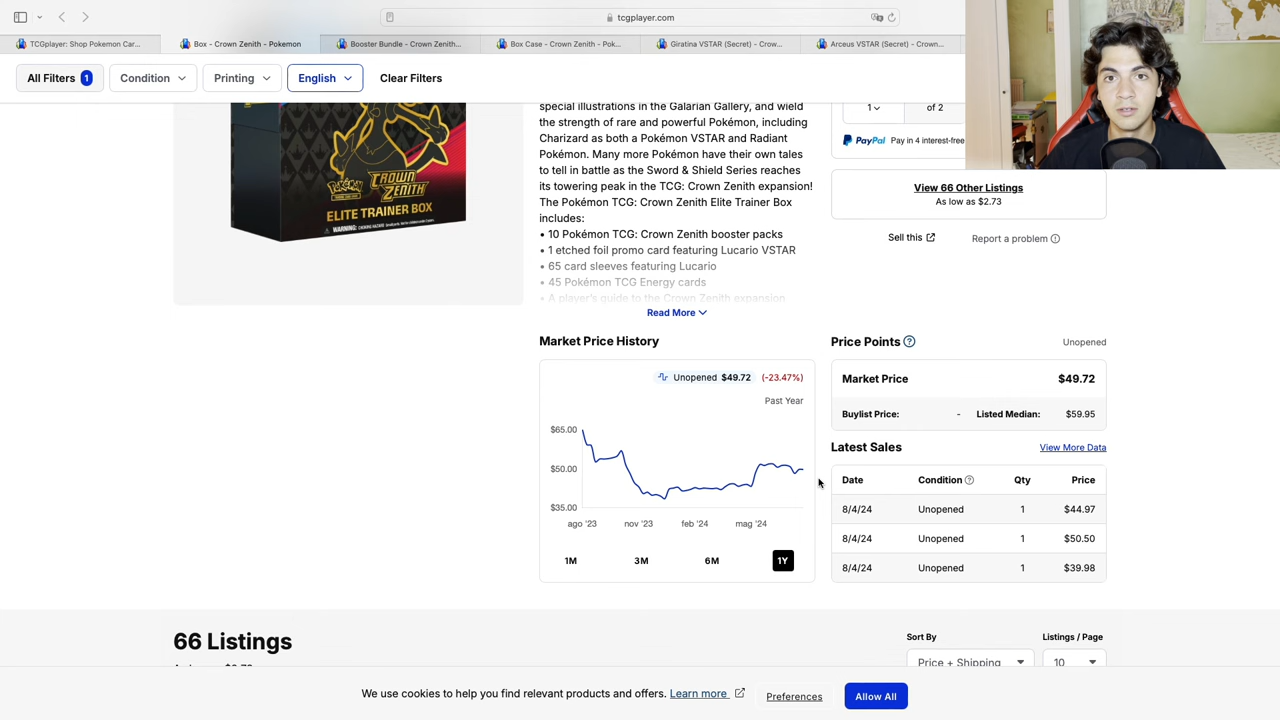 tcgplayer.com
TCGplayer: Shop Pokemon Car...
Box - Crown Zenith - Pokemon
Booster Bundle - Crown Zenith...
Box Case - Crown Zenith - Pok...
Giratina VSTAR (Secret) - Crow...
Arceus VSTAR (Secret) - Crown...
All Filters 1
Condition
Printing
English
Clear Filters
POKÉMON
CROWN ZENITH
ELITE TRAINER BOX
special illustrations in the Galarian Gallery, and wield
the strength of rare and powerful Pokémon, including
Charizard as both a Pokémon VSTAR and Radiant
Pokémon. Many more Pokémon have their own tales
to tell in battle as the Sword & Shield Series reaches
its towering peak in the TCG: Crown Zenith expansion!
The Pokémon TCG: Crown Zenith Elite Trainer Box
includes:
• 10 Pokémon TCG: Crown Zenith booster packs
• 1 etched foil promo card featuring Lucario VSTAR
• 65 card sleeves featuring Lucario
• 45 Pokémon TCG Energy cards
• A player's guide to the Crown Zenith expansion
Read More
1
of 2
PayPal Pay in 4 interest-free
View 66 Other Listings
As low as $2.73
Sell this
Report a problem
Market Price History
Unopened $49.72 (-23.47%)
Past Year
$65.00
$50.00
$35.00
ago '23
nov '23
feb '24
mag '24
1M
3M
6M
1Y
Price Points
Unopened
Market Price $49.72
Buylist Price: - Listed Median: $59.95
Latest Sales
View More Data
Date Condition Qty Price
8/4/24 Unopened 1 $44.97
8/4/24 Unopened 1 $50.50
8/4/24 Unopened 1 $39.98
66 Listings
Sort By
Price + Shipping
Listings / Page
10
We use cookies to help you find relevant products and offers. Learn more
Preferences
Allow All